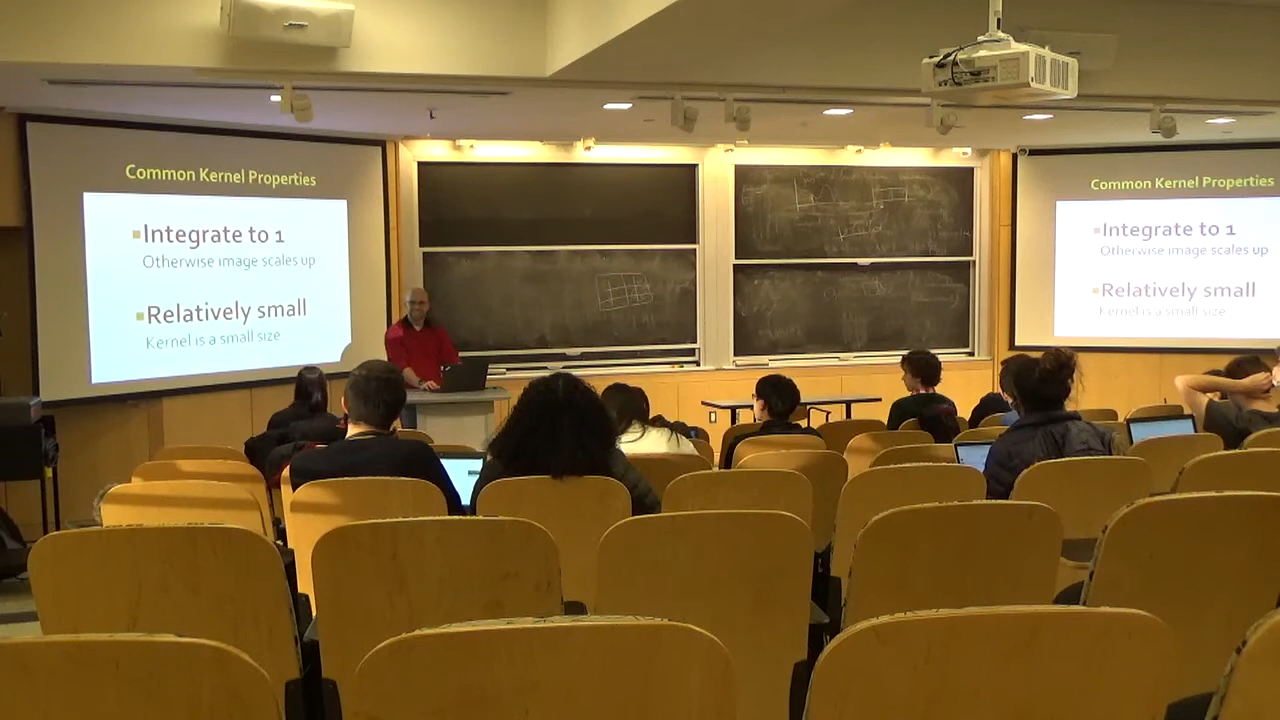 Common Kernel Properties
Integrate to 1
Otherwise image scales up
Relatively small
Kernel is a small size
Common Kernel Properties
Integrate to 1
Otherwise image scales up
Relatively small
Kernel is a small size